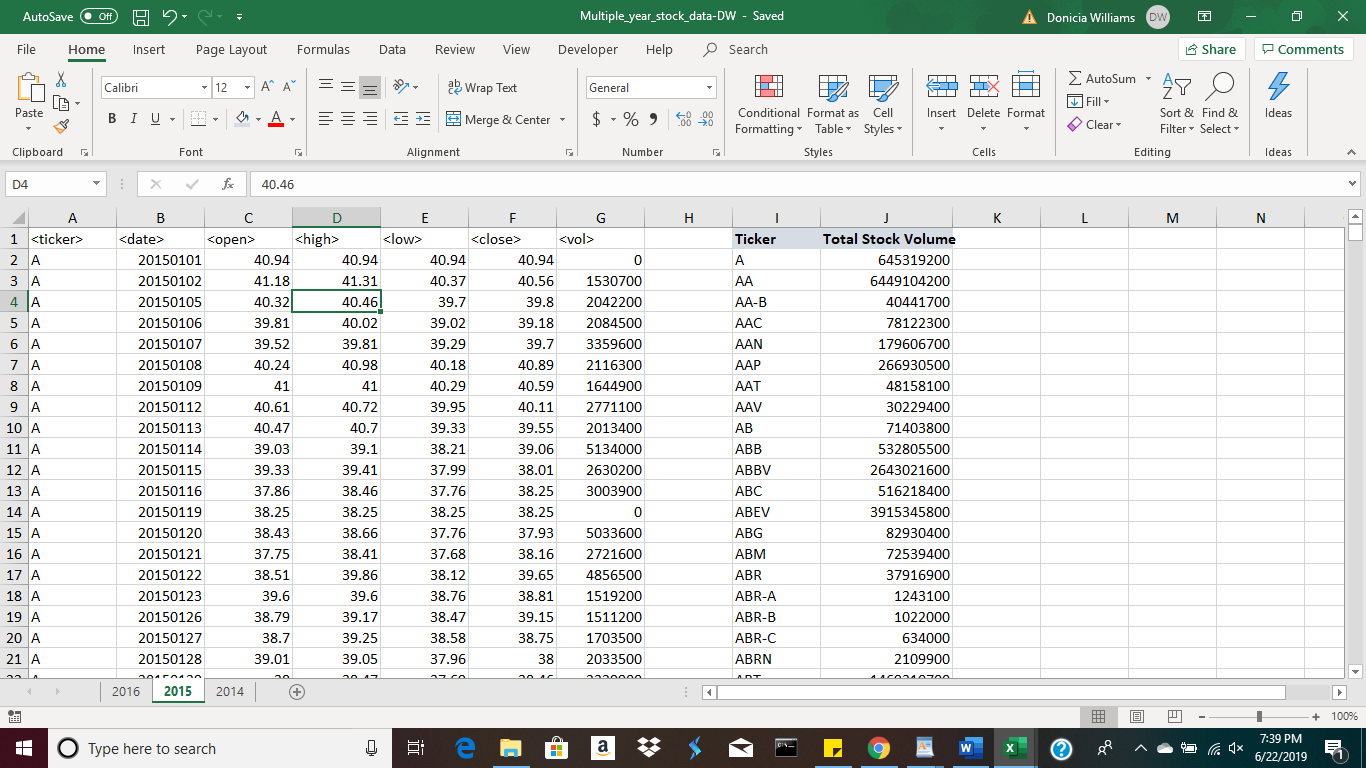 AutoSave Off Multiple_year_stock_data-DW - Saved Donicia Williams DW
File Home Insert Page Layout Formulas Data Review View Developer Help Search Share Comments
Paste
Clipboard
Calibri 12
B I U A
Font
Wrap Text
Merge & Center
Alignment
General
$ % 9 .00 .0
Number
Conditional Formatting Format as Table Cell Styles
Styles
Insert Delete Format
Cells
AutoSum
Fill
Clear
Sort & Filter Find & Select
Editing
Ideas
Ideas
D4 fx 40.46
A B C D E F G H I J K L M N
1 <ticker> <date> <open> <high> <low> <close> <vol> Ticker Total Stock Volume
2 A 20150101 40.94 40.94 40.94 40.94 0 A 645319200
3 A 20150102 41.18 41.31 40.37 40.56 1530700 AA 6449104200
4 A 20150105 40.32 40.46 39.7 39.8 2042200 AA-B 40441700
5 A 20150106 39.81 40.02 39.02 39.18 2084500 AAC 78122300
6 A 20150107 39.52 39.81 39.29 39.7 3359600 AAN 179606700
7 A 20150108 40.24 40.98 40.18 40.89 2116300 AAP 266930500
8 A 20150109 41 41 40.29 40.59 1644900 AAT 48158100
9 A 20150112 40.61 40.72 39.95 40.11 2771100 AAV 30229400
10 A 20150113 40.47 40.7 39.33 39.55 2013400 AB 71403800
11 A 20150114 39.03 39.1 38.21 39.06 5134000 ABB 532805500
12 A 20150115 39.33 39.41 37.99 38.01 2630200 ABBV 2643021600
13 A 20150116 37.86 38.46 37.76 38.25 3003900 ABC 516218400
14 A 20150119 38.25 38.25 38.25 38.25 0 ABEV 3915345800
15 A 20150120 38.43 38.66 37.76 37.93 5033600 ABG 82930400
16 A 20150121 37.75 38.41 37.68 38.16 2721600 ABM 72539400
17 A 20150122 38.51 39.86 38.12 39.65 4856500 ABR 37916900
18 A 20150123 39.6 39.6 38.76 38.81 1519200 ABR-A 1243100
19 A 20150126 38.79 39.17 38.47 39.15 1511200 ABR-B 1022000
20 A 20150127 38.7 39.25 38.58 38.75 1703500 ABR-C 634000
21 A 20150128 39.01 39.05 37.96 38 2033500 ABRN 2109900
2016 2015 2014
100%
Type here to search
7:39 PM
6/22/2019
1